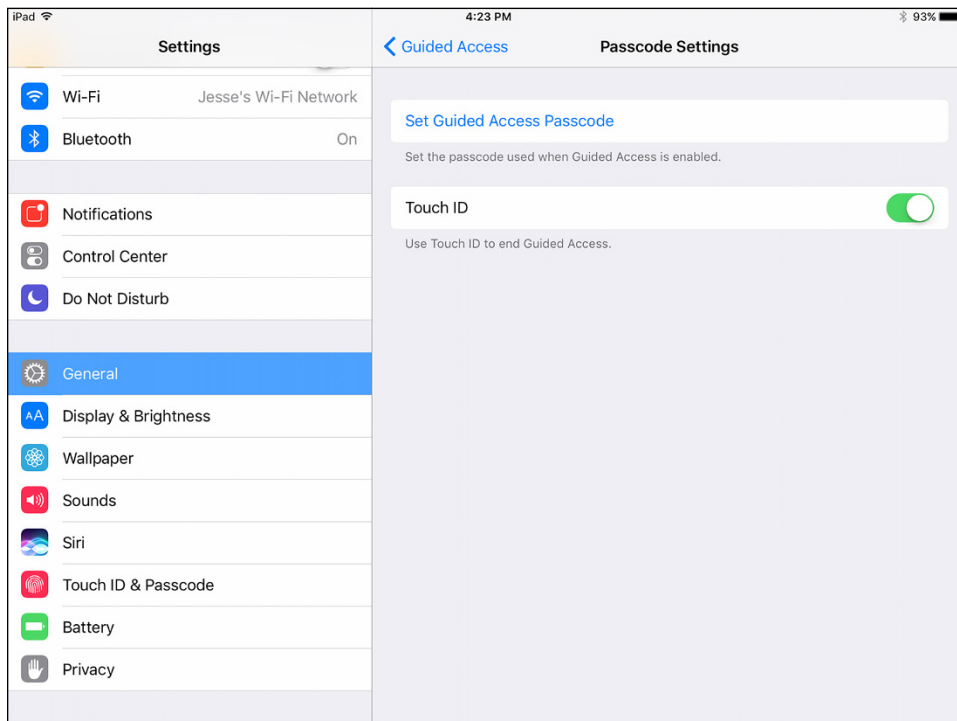 iPad 4:23 PM 93%
Settings
Guided Access Passcode Settings
Wi-Fi Jesse's Wi-Fi Network
Bluetooth On
Notifications
Control Center
Do Not Disturb
General
AA Display & Brightness
Wallpaper
Sounds
Siri
Touch ID & Passcode
Battery
Privacy
Set Guided Access Passcode
Set the passcode used when Guided Access is enabled.
Touch ID
Use Touch ID to end Guided Access.